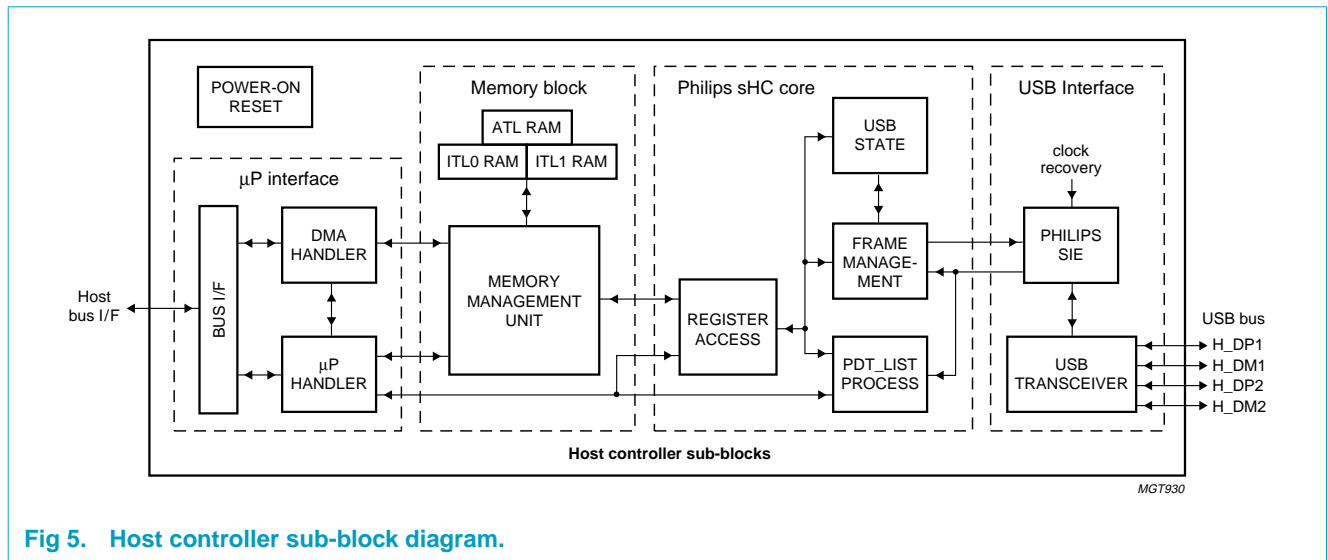 POWER-ON
RESET
Memory block
ATL RAM
ITL0 RAM
ITL1 RAM
Philips sHC core
USB
STATE
USB Interface
clock
recovery
μP interface
Host
bus I/F
BUS I/F
DMA
HANDLER
μP
HANDLER
MEMORY
MANAGEMENT
UNIT
REGISTER
ACCESS
FRAME
MANAGE-
MENT
PDT_LIST
PROCESS
PHILIPS
SIE
USB
TRANSCEIVER
USB bus
H_DP1
H_DM1
H_DP2
H_DM2
Host controller sub-blocks
MGT930
Fig 5. Host controller sub-block diagram.